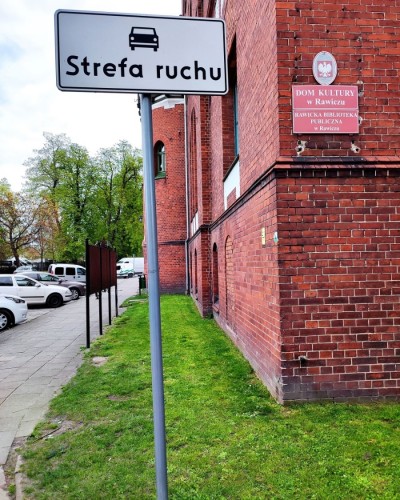 Strefa ruchu
DOM KULTURY
w Rawiczu
RAWICKA BIBLIOTEKA
PUBLICZNA
w Rawiczu